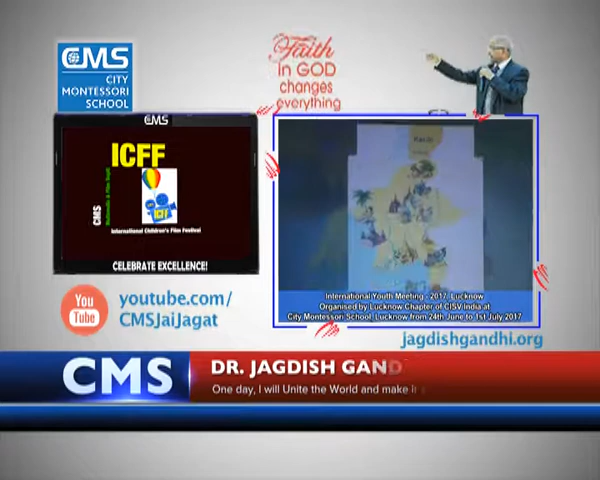 CMS
CITY
MONTESSORI
SCHOOL
Faith
in GOD
changes
everything
CMS
ICFF
CMS
ICFF
International Children's Film Festival
CELEBRATE EXCELLENCE!
International Youth Meeting - 2017, Lucknow
Organised by Lucknow Chapter of CISV India at
City Montessori School, Lucknow from 24th June to 1st July 2017
You
Tube
youtube.com/
CMSJaiJagat
jagdishgandhi.org
CMS
DR. JAGDISH GAND
One day, I will Unite the World and make it